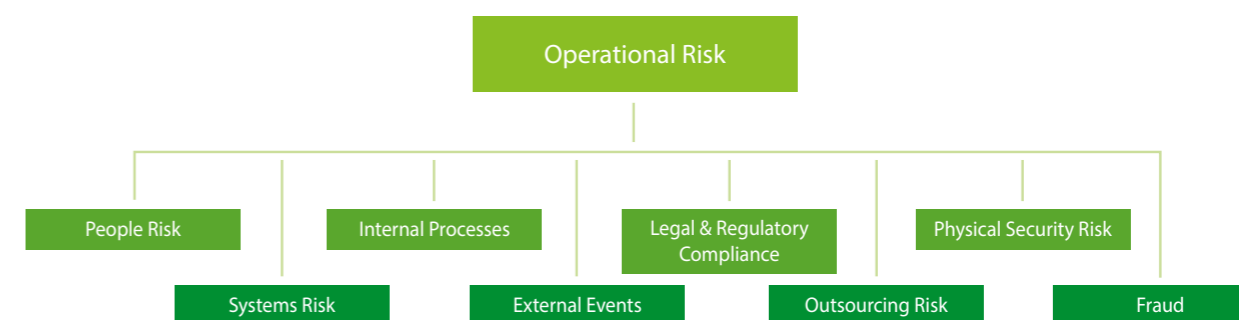 Operational Risk
People Risk
Internal Processes
Legal & Regulatory
Compliance
Physical Security Risk
Systems Risk
External Events
Outsourcing Risk
Fraud